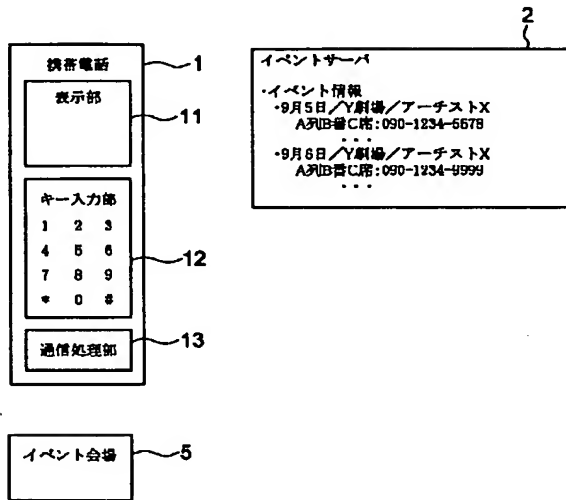 携帯電話
1
表示部
11
キー入力部
1 2 3
4 5 6
7 8 9
* 0 #
12
通信処理部
13
イベント会場
5
2
イベントサーバ
・イベント情報
・9月5日／Y劇場／アーチストX
A列B番C席:090-1234-5678
・・・
・9月6日／Y劇場／アーチストX
A列B番C席:090-1234-9999
・・・